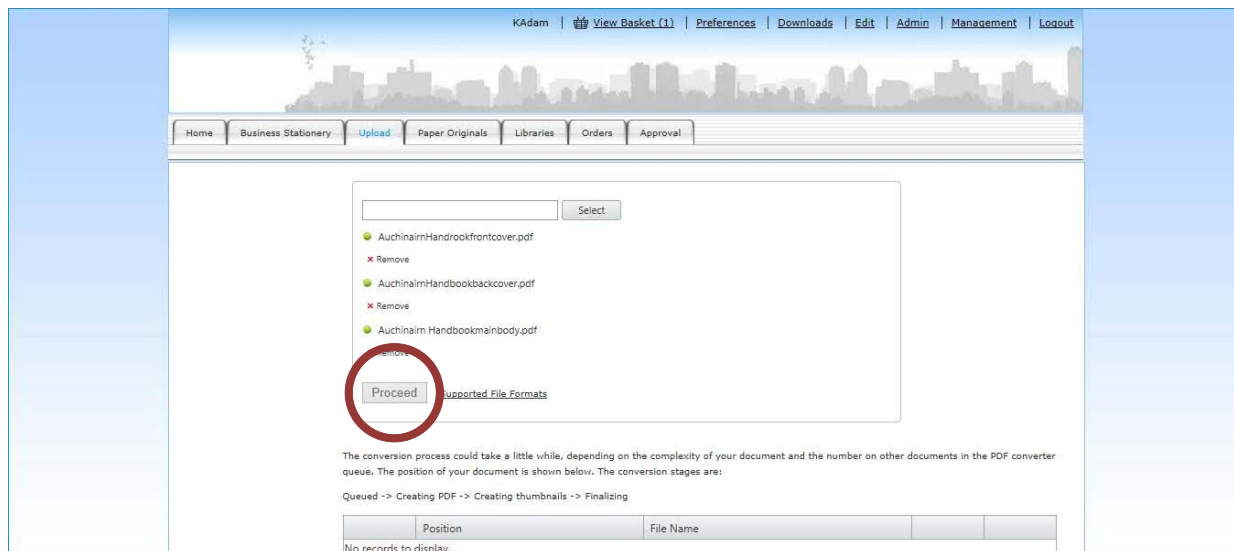 KAdam | View Basket (1) | Preferences | Downloads | Edit | Admin | Management | Logout
Home Business Stationery Upload Paper Originals Libraries Orders Approval
Select
AuchinairnHandrookfrontcover.pdf
× Remove
AuchinairnHandbookbackcover.pdf
× Remove
Auchinairn Handbookmainbody.pdf
Remove
Proceed Supported File Formats
The conversion process could take a little while, depending on the complexity of your document and the number on other documents in the PDF converter
queue. The position of your document is shown below. The conversion stages are:
Queued -> Creating PDF -> Creating thumbnails -> Finalizing
Position File Name
No records to display.